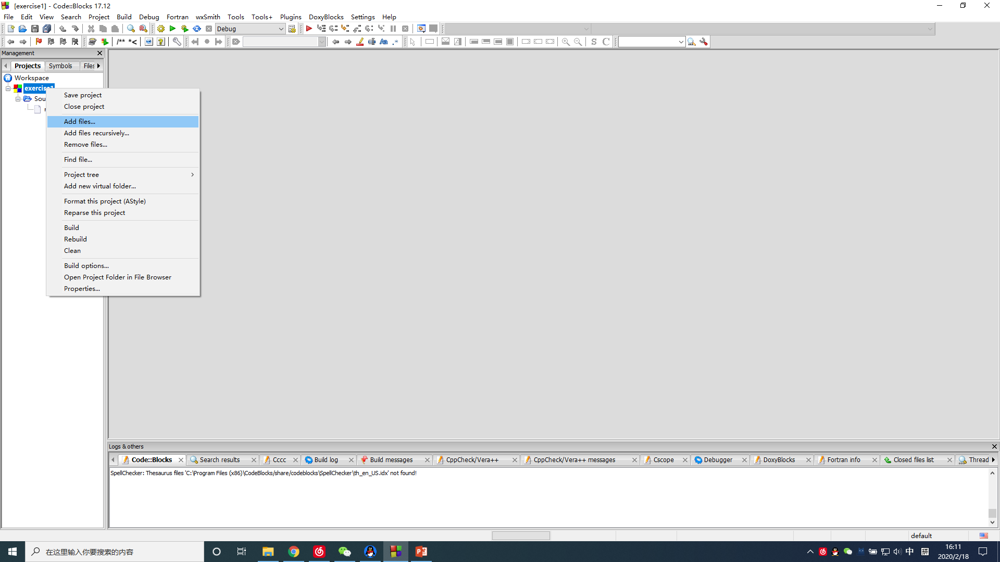 [exercise1] - Code::Blocks 17.12
File Edit View Search Project Build Debug Fortran wxSmith Tools Tools+ Plugins DoxyBlocks Settings Help
Debug
/** *<
Aa .*
S C
Management
Projects Symbols Files
Workspace
exercise1
Sou
Save project
Close project
Add files...
Add files recursively...
Remove files...
Find file...
Project tree
Add new virtual folder...
Format this project (AStyle)
Reparse this project
Build
Rebuild
Clean
Build options...
Open Project Folder in File Browser
Properties...
Logs & others
Code::Blocks Search results Cccc Build log Build messages CppCheck/Vera++ CppCheck/Vera++ messages Cscope Debugger DoxyBlocks Fortran info Closed files list Thread
SpellChecker: Thesaurus files 'C:\Program Files (x86)\CodeBlocks/share/codeblocks\SpellChecker\th_en_US.idx' not found!
default
在这里输入你要搜索的内容
中 拼
16:11
2020/2/18